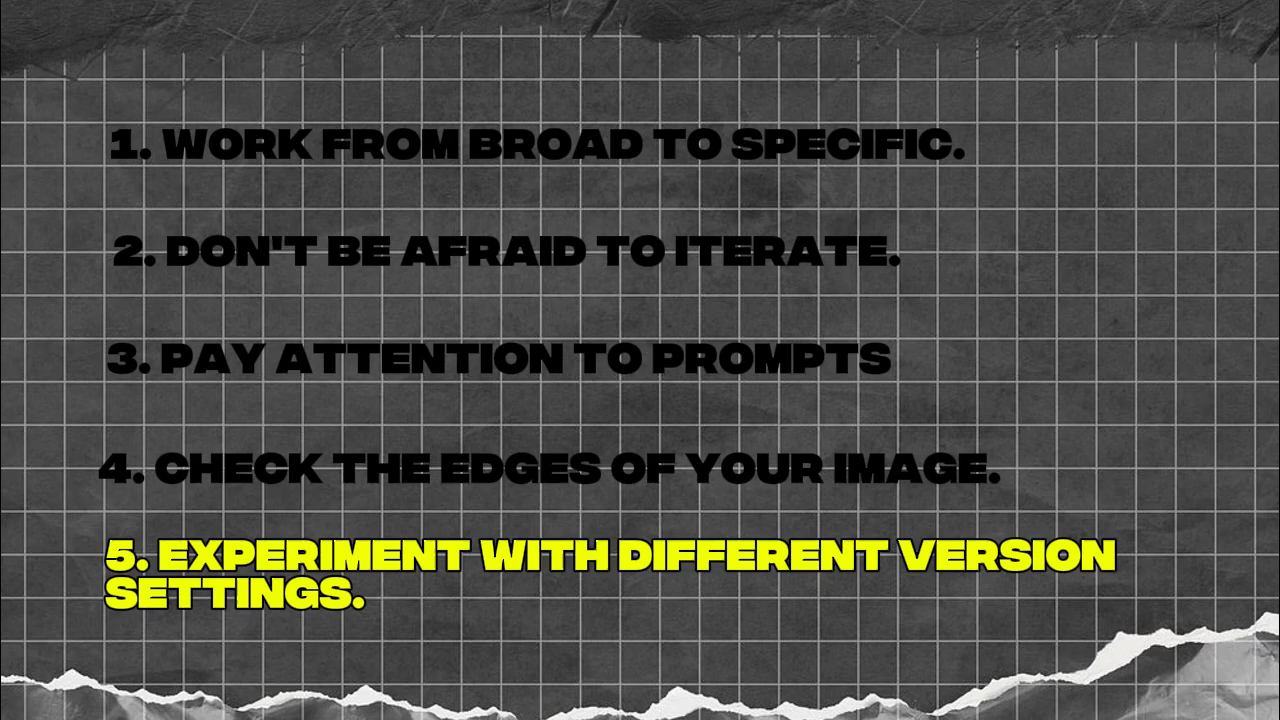 1. WORK FROM BROAD TO SPECIFIC.
2. DON'T BE AFRAID TO ITERATE.
3. PAY ATTENTION TO PROMPTS
4. CHECK THE EDGES OF YOUR IMAGE.
5. EXPERIMENT WITH DIFFERENT VERSION
SETTINGS.